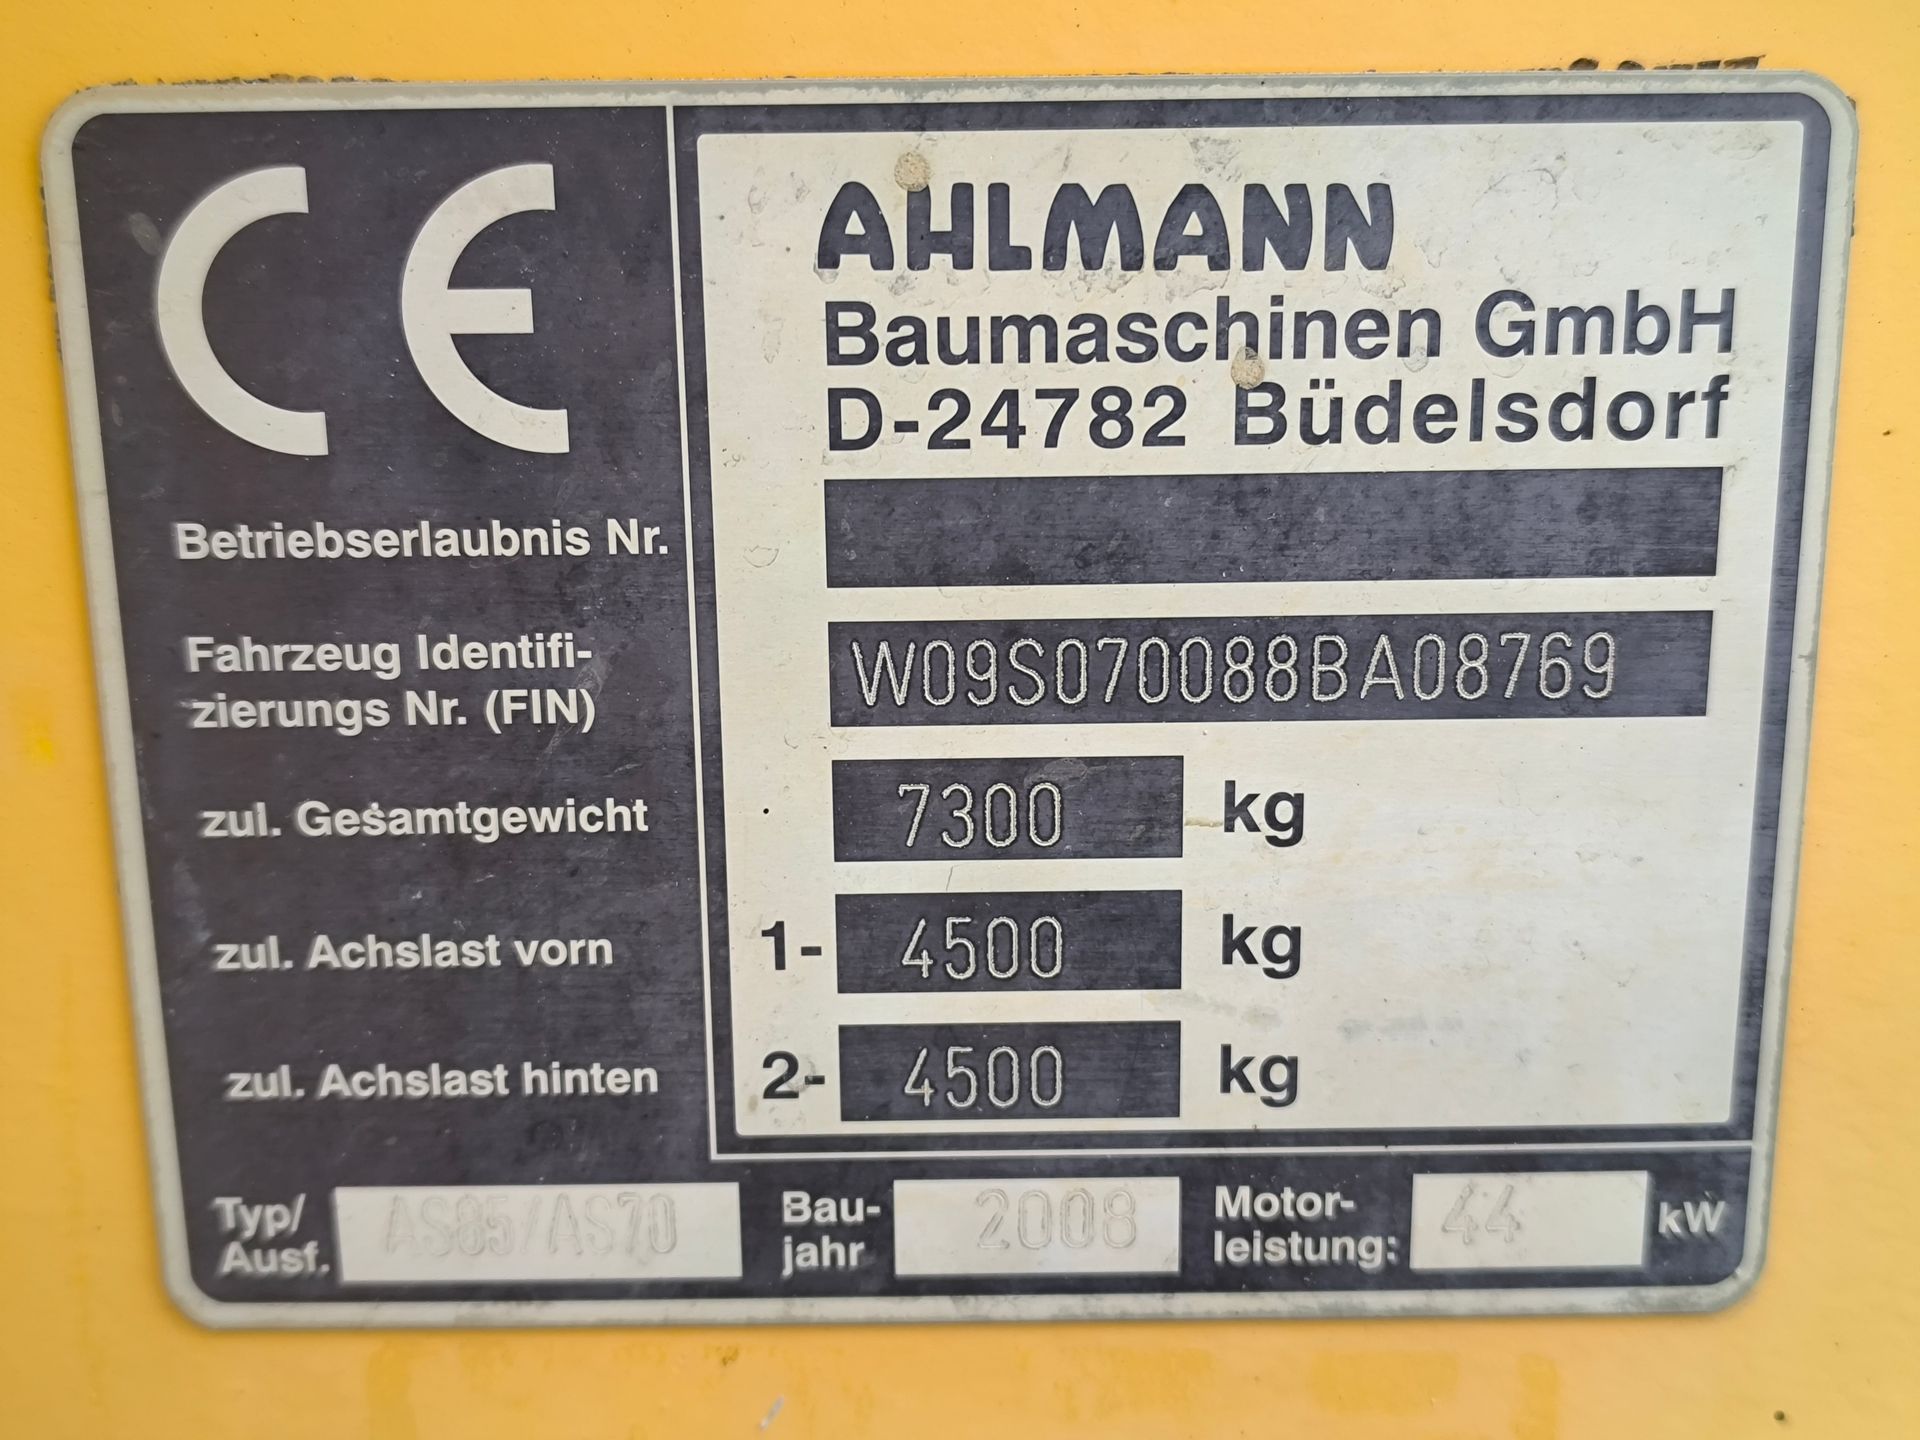 CE
AHLMANN
Baumaschinen GmbH
D-24782 Büdelsdorf
Betriebserlaubnis Nr.
Fahrzeug Identifi-
zierungs Nr. (FIN)
W09S070088BA08769
zul. Gesamtgewicht 7300 kg
zul. Achslast vorn 1- 4500 kg
zul. Achslast hinten 2- 4500 kg
Typ/
Ausf.
AS85/AS70
Bau-
jahr
2008
Motor-
leistung:
44 kW